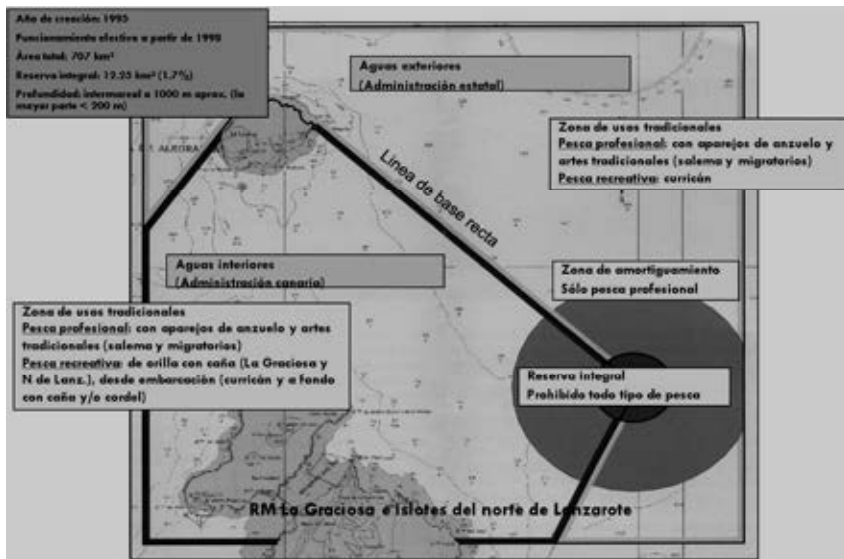 Año de creación: 1995
Funcionamiento efectivo a partir de 1998
Área total: 707 km²
Reserva integral: 12.25 km² (1.7%)
Profundidad: intermareal a 1000 m aprox. (la
mayor parte < 200 m)
Aguas exteriores
(Administración estatal)
Zona de usos tradicionales
Pesca profesional: con aparejos de anzuelo y
artes tradicionales (salema y migratorios)
Pesca recreativa: curricán
Línea de base recta
Aguas interiores
(Administración canaria)
Zona de amortiguamiento
Sólo pesca profesional
Zona de usos tradicionales
Pesca profesional: con aparejos de anzuelo y artes
tradicionales (salema y migratorios)
Pesca recreativa: de orilla con caña (La Graciosa y
N de Lanz.), desde embarcación (curricán y a fondo
con caña y/o cordel)
Reserva integral
Prohibido todo tipo de pesca
RM La Graciosa e islotes del norte de Lanzarote